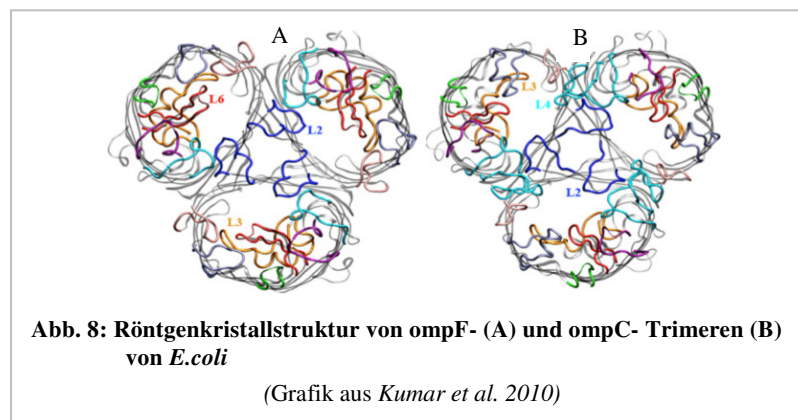 A
B
L6
L2
L3
L3
L4
L2
Abb. 8: Röntgenkristallstruktur von ompF- (A) und ompC- Trimeren (B)
von E.coli
(Grafik aus Kumar et al. 2010)